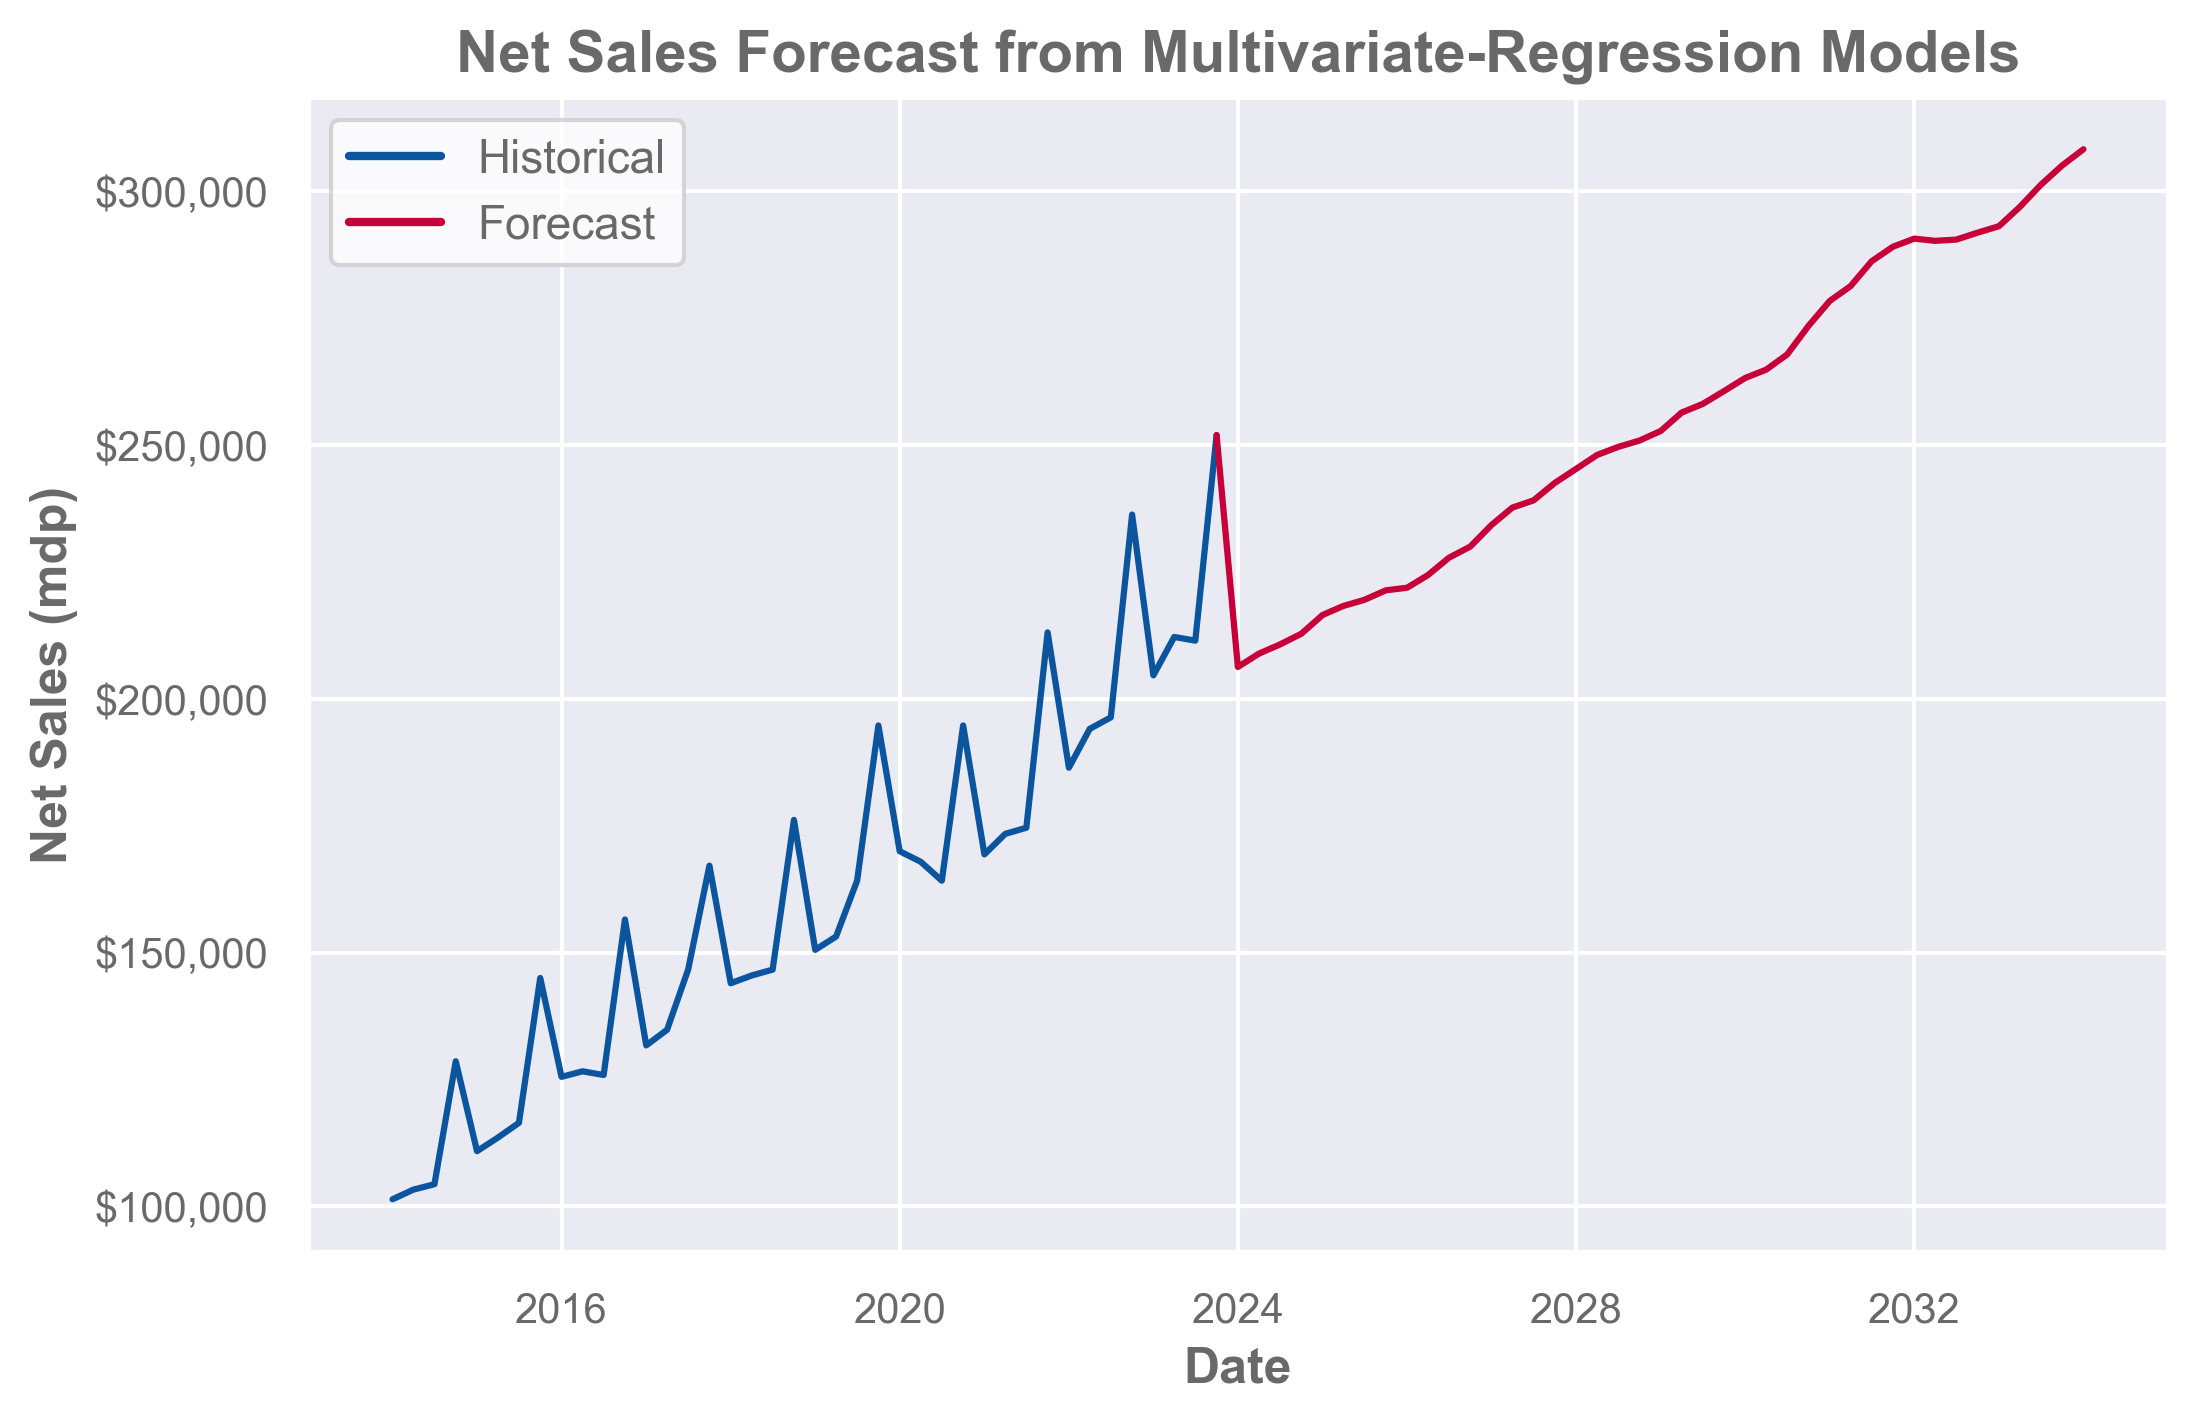 Net Sales Forecast from Multivariate-Regression Models
Historical
Forecast
$300,000
$250,000
$200,000
$150,000
$100,000
Net Sales (mdp)
2016
2020
2024
2028
2032
Date